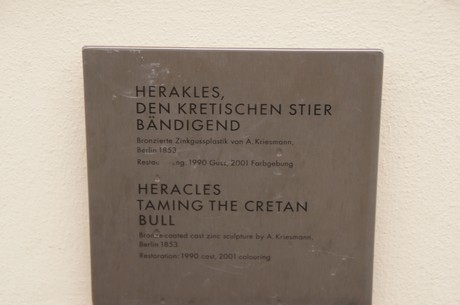 HERAKLES,
DEN KRETISCHEN STIER
BÄNDIGEND
Bronzierte Zinkgussplastik von A. Kriesmann,
Berlin 1853
1990 Guss, 2001 Farbgebung
HERACLES
TAMING THE CRETAN
BULL
Bronze-coated cast zinc sculpture by A. Kriesmann,
Berlin 1853
Restoration: 1990 cast, 2001 colouring